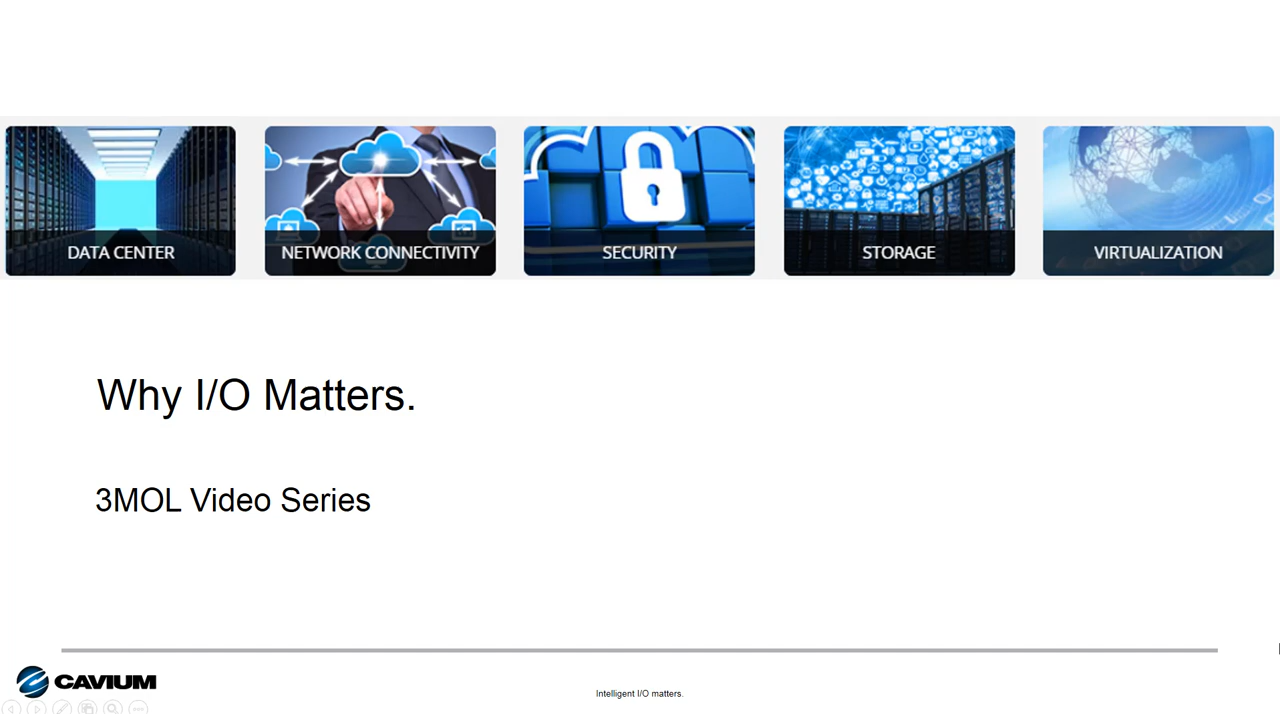 DATA CENTER
NETWORK CONNECTIVITY
SECURITY
STORAGE
VIRTUALIZATION
Why I/O Matters.
3MOL Video Series
CAVIUM
Intelligent I/O matters.